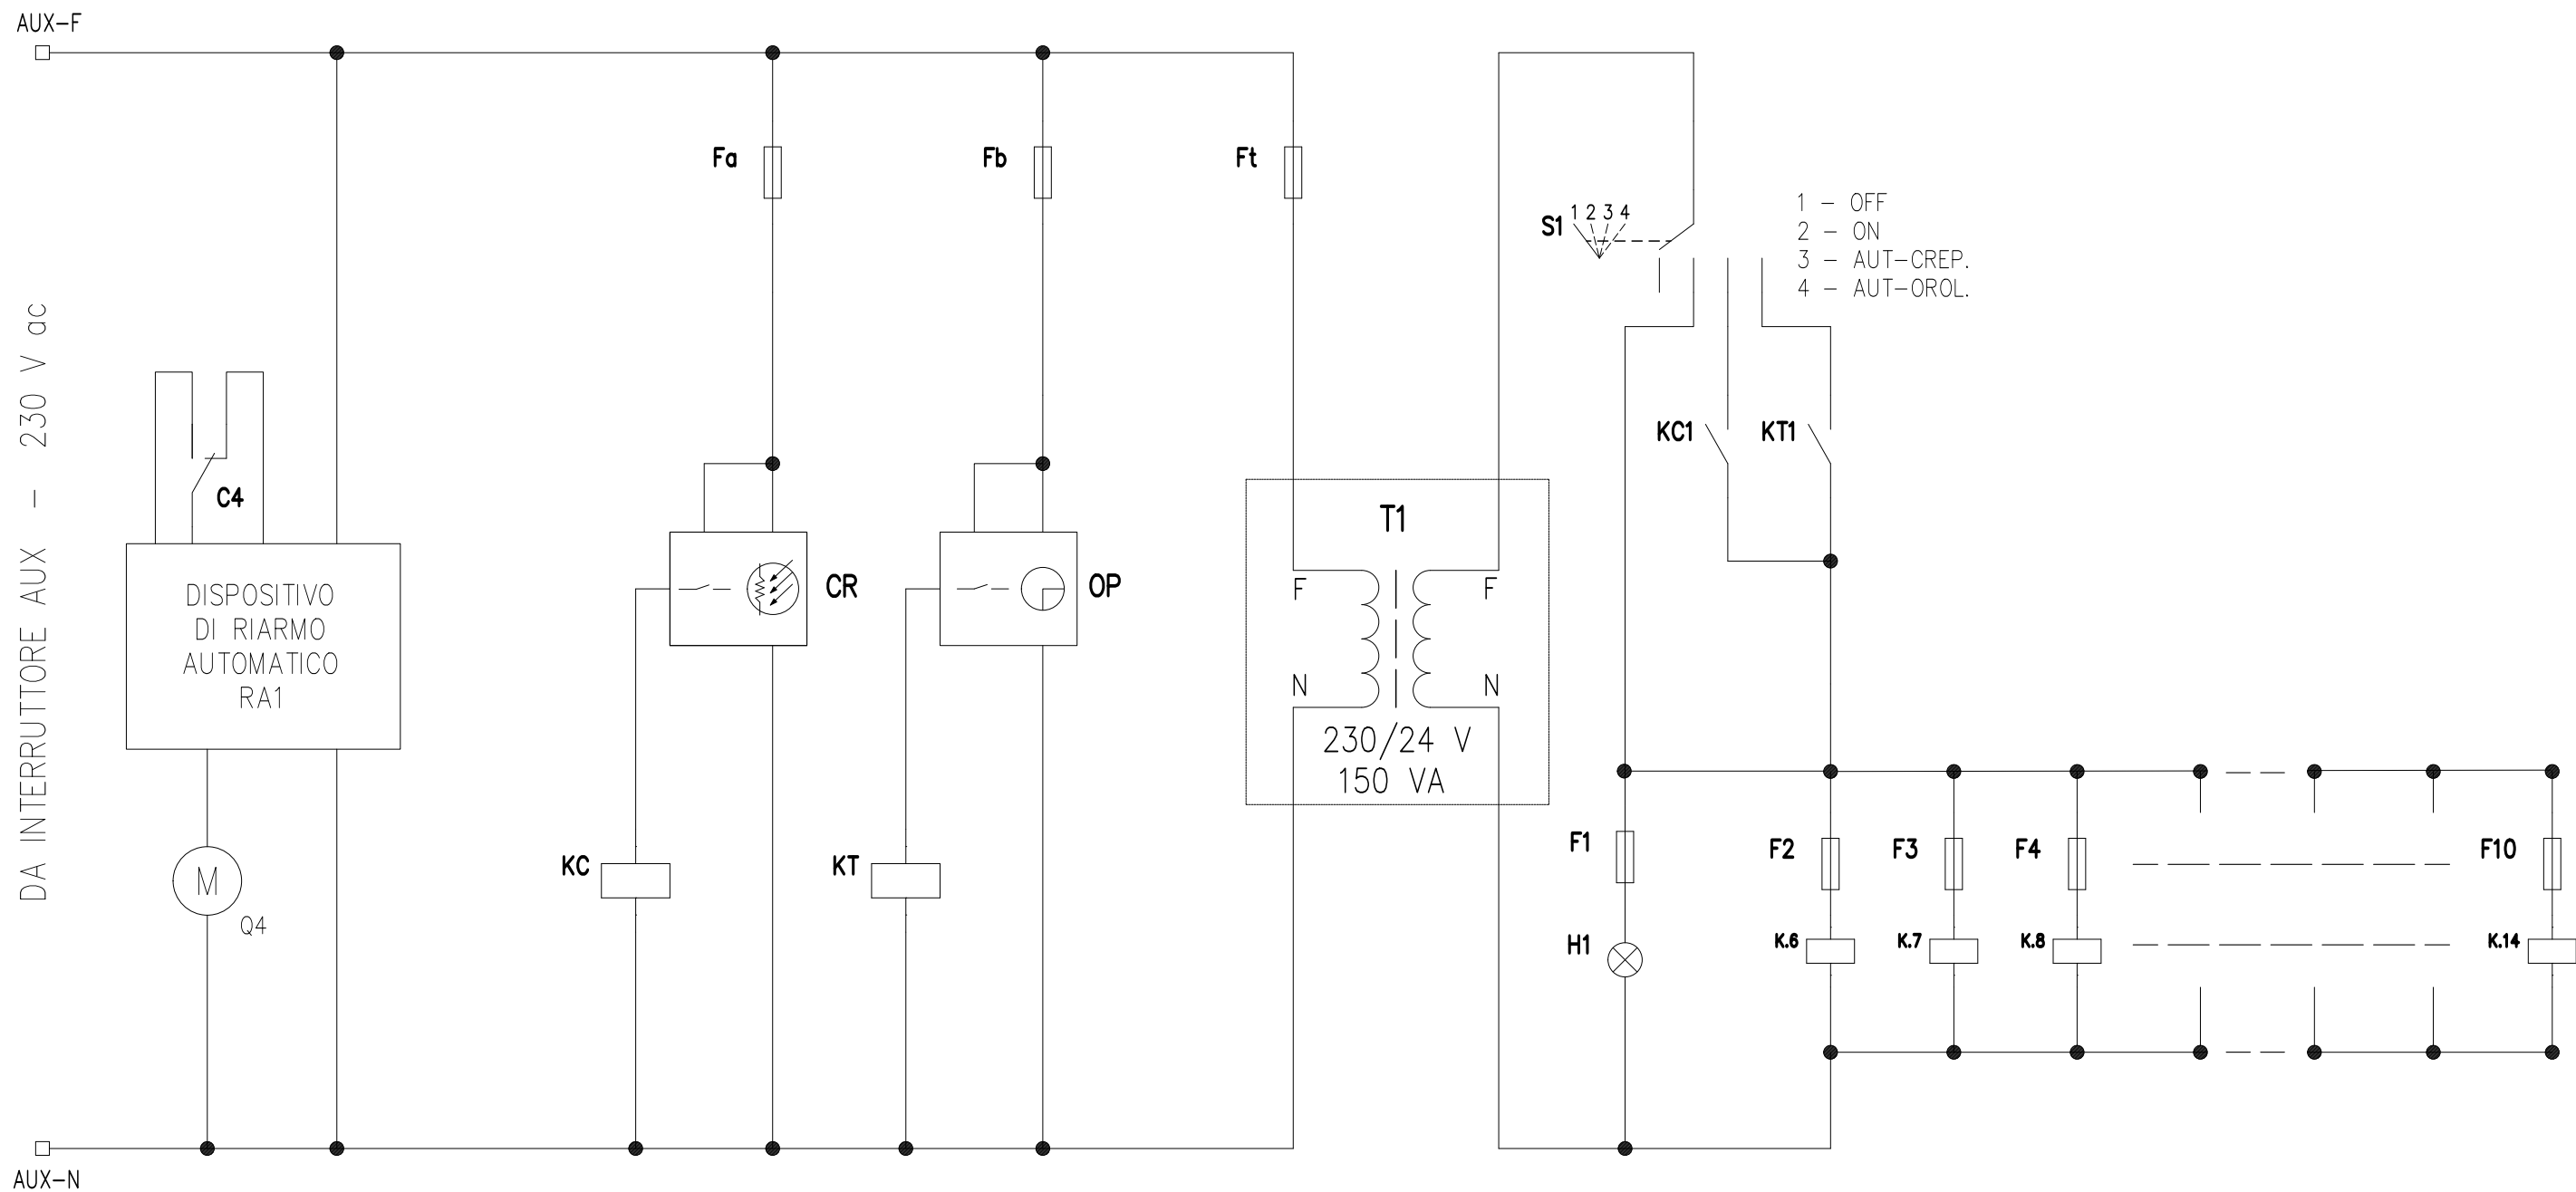 AUX-F
DA INTERRUTTORE AUX - 230 V ac
C4
DISPOSITIVO
DI RIARMO
AUTOMATICO
RA1
M
Q4
Fa
CR
KC
Fb
OP
KT
Ft
T1
F
F
N
N
230/24 V
150 VA
S1
1 2 3 4
1 - OFF
2 - ON
3 - AUT-CREP.
4 - AUT-OROL.
KC1
KT1
F1
F2
F3
F4
F10
H1
K.6
K.7
K.8
K.14
AUX-N